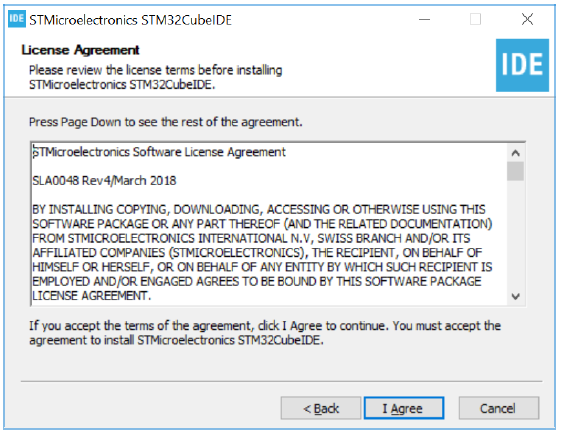 IDE STMicroelectronics STM32CubeIDE
License Agreement
Please review the license terms before installing
STMicroelectronics STM32CubeIDE.
IDE
Press Page Down to see the rest of the agreement.
STMicroelectronics Software License Agreement
SLA0048 Rev4/March 2018
BY INSTALLING COPYING, DOWNLOADING, ACCESSING OR OTHERWISE USING THIS
SOFTWARE PACKAGE OR ANY PART THEREOF (AND THE RELATED DOCUMENTATION)
FROM STMICROELECTRONICS INTERNATIONAL N.V, SWISS BRANCH AND/OR ITS
AFFILIATED COMPANIES (STMICROELECTRONICS), THE RECIPIENT, ON BEHALF OF
HIMSELF OR HERSELF, OR ON BEHALF OF ANY ENTITY BY WHICH SUCH RECIPIENT IS
EMPLOYED AND/OR ENGAGED AGREES TO BE BOUND BY THIS SOFTWARE PACKAGE
LICENSE AGREEMENT.
If you accept the terms of the agreement, click I Agree to continue. You must accept the
agreement to install STMicroelectronics STM32CubeIDE.
< Back I Agree Cancel